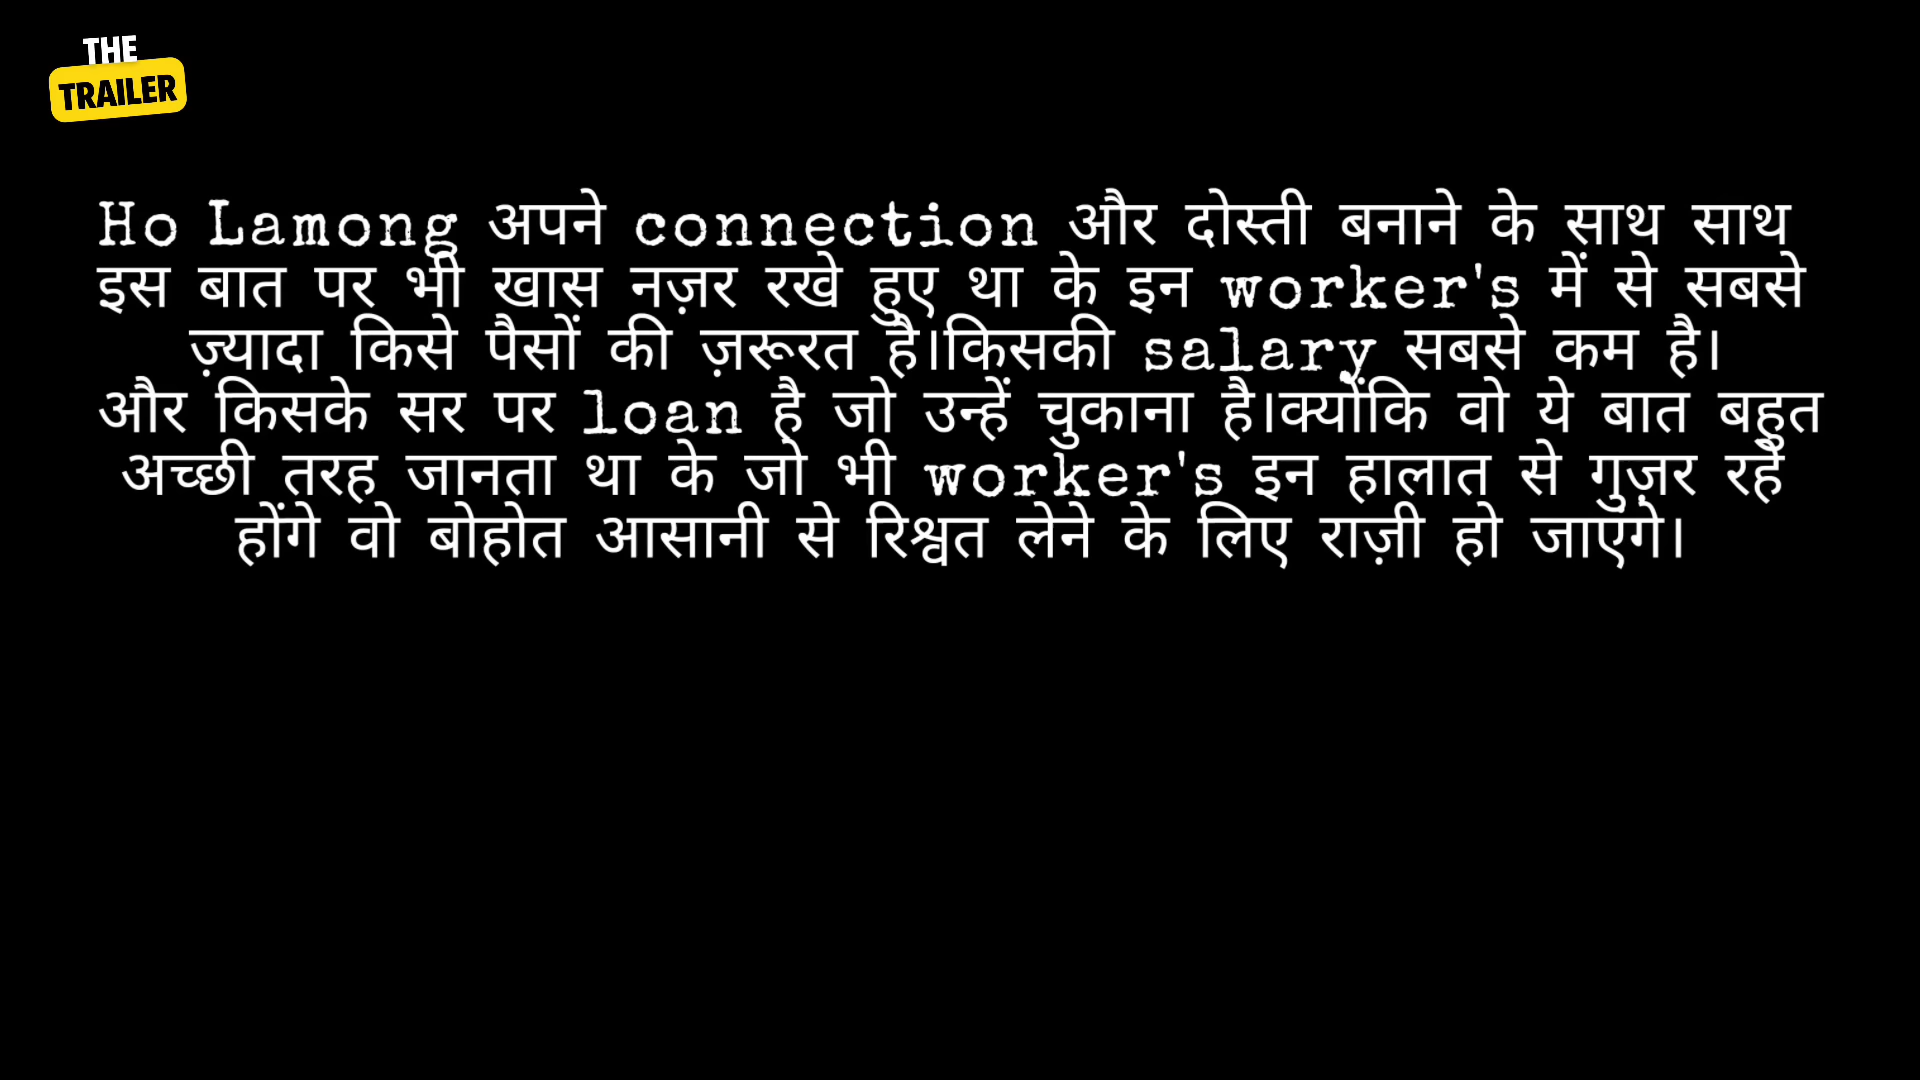 THE
TRAILER
Ho Lamong अपने connection और दोस्ती बनाने के साथ साथ
इस बात पर भी खास नज़र रखे हुए था के इन worker's में से सबसे
ज़्यादा किसे पैसों की ज़रूरत है।किसकी salary सबसे कम है।
और किसके सर पर loan है जो उन्हें चुकाना है।क्योंकि वो ये बात बहुत
अच्छी तरह जानता था के जो भी worker's इन हालात से गुज़र रहे
होंगे वो बोहोत आसानी से रिश्वत लेने के लिए राज़ी हो जाएंगे।